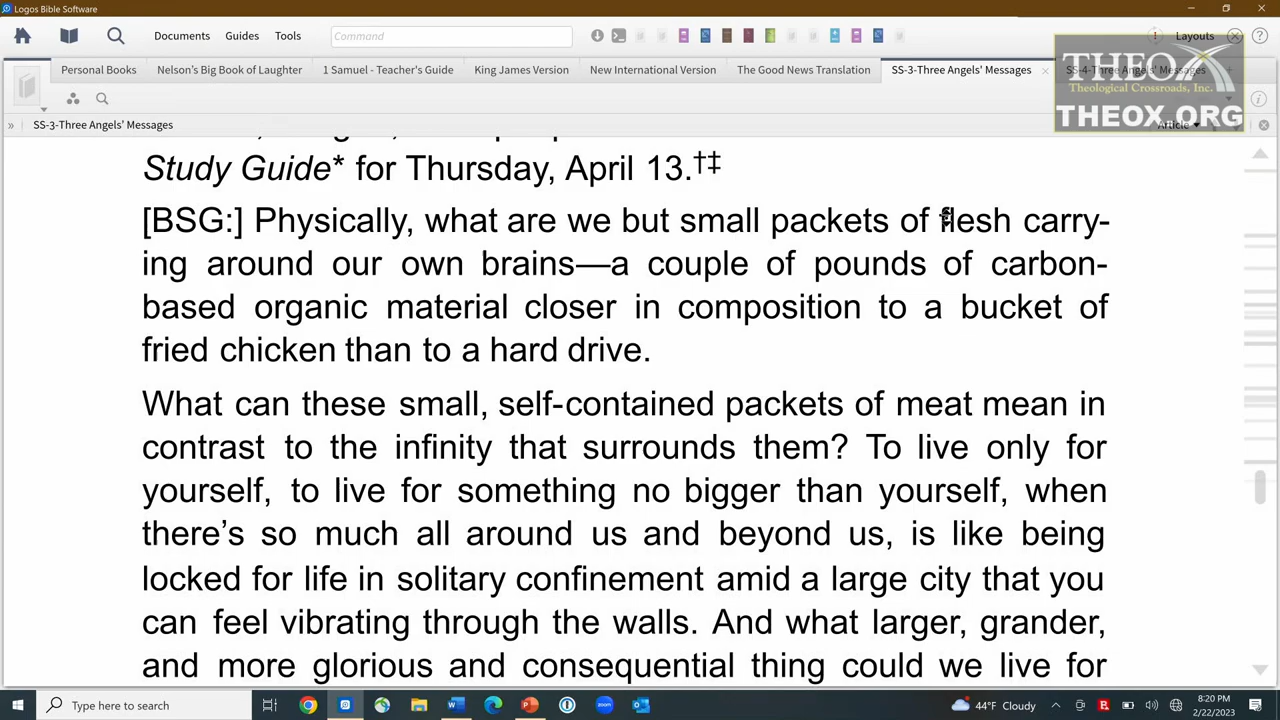 Logos Bible Software
Documents Guides Tools Command Layouts
THEOX
Theological Crossroads, Inc.
THEOX.ORG
Personal Books Nelson's Big Book of Laughter 1 Samue King James Version New International Version The Good News Translation SS-3-Three Angels' Messages SS-4-Three Angels' Messages
SS-3-Three Angels' Messages Article
Study Guide* for Thursday, April 13.†‡
[BSG:] Physically, what are we but small packets of flesh carry-
ing around our own brains—a couple of pounds of carbon-
based organic material closer in composition to a bucket of
fried chicken than to a hard drive.
What can these small, self-contained packets of meat mean in
contrast to the infinity that surrounds them? To live only for
yourself, to live for something no bigger than yourself, when
there's so much all around us and beyond us, is like being
locked for life in solitary confinement amid a large city that you
can feel vibrating through the walls. And what larger, grander,
and more glorious and consequential thing could we live for
Type here to search 44°F Cloudy 8:20 PM
2/22/2023